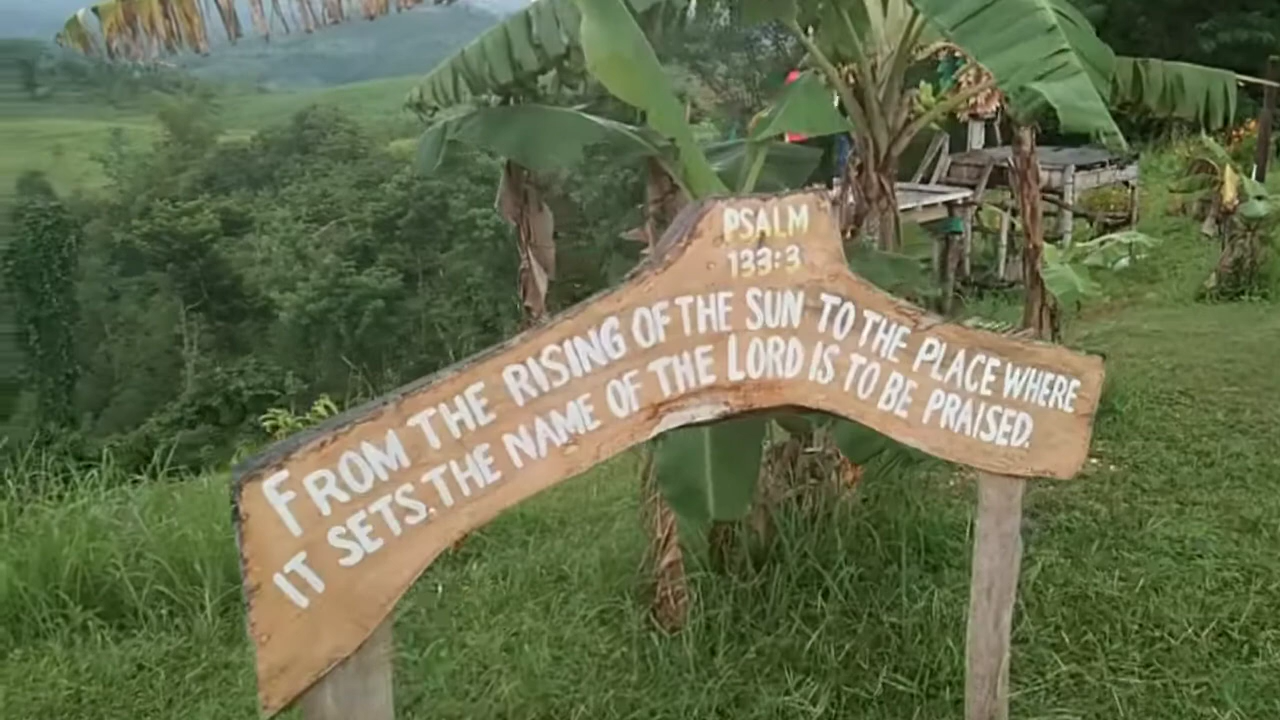 PSALM
133:3
FROM THE RISING OF THE SUN TO THE PLACE WHERE
IT SETS.THE NAME OF THE LORD IS TO BE PRAISED.